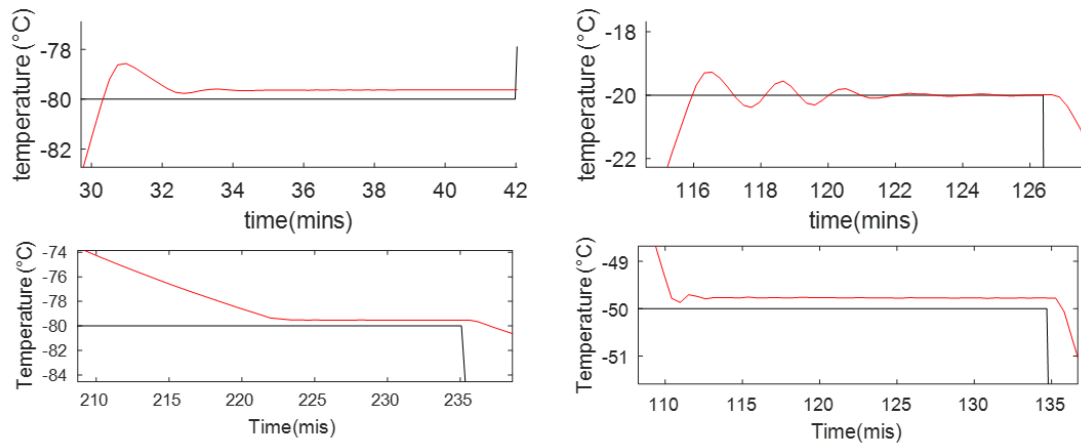 temperature (°C)
-78
-80
-82
30 32 34 36 38 40 42
time(mins)
temperature (°C)
-18
-20
-22
116 118 120 122 124 126
time(mins)
Temperature (°C)
-74
-76
-78
-80
-82
-84
210 215 220 225 230 235
Time(mis)
Temperature (°C)
-49
-50
-51
110 115 120 125 130 135
Time(mis)